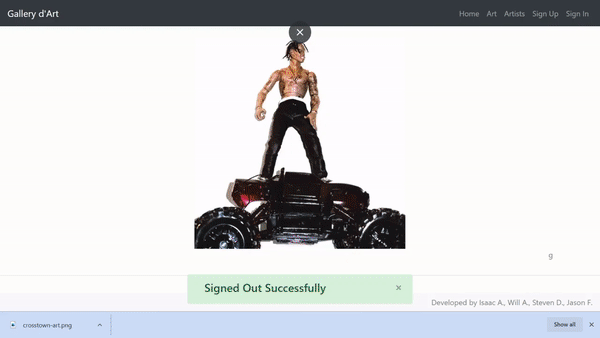 Gallery d'Art
Home Art Artists Sign Up Sign In
g
Signed Out Successfully
Developed by Isaac A., Will A., Steven D., Jason F.
crosstown-art.png
Show all